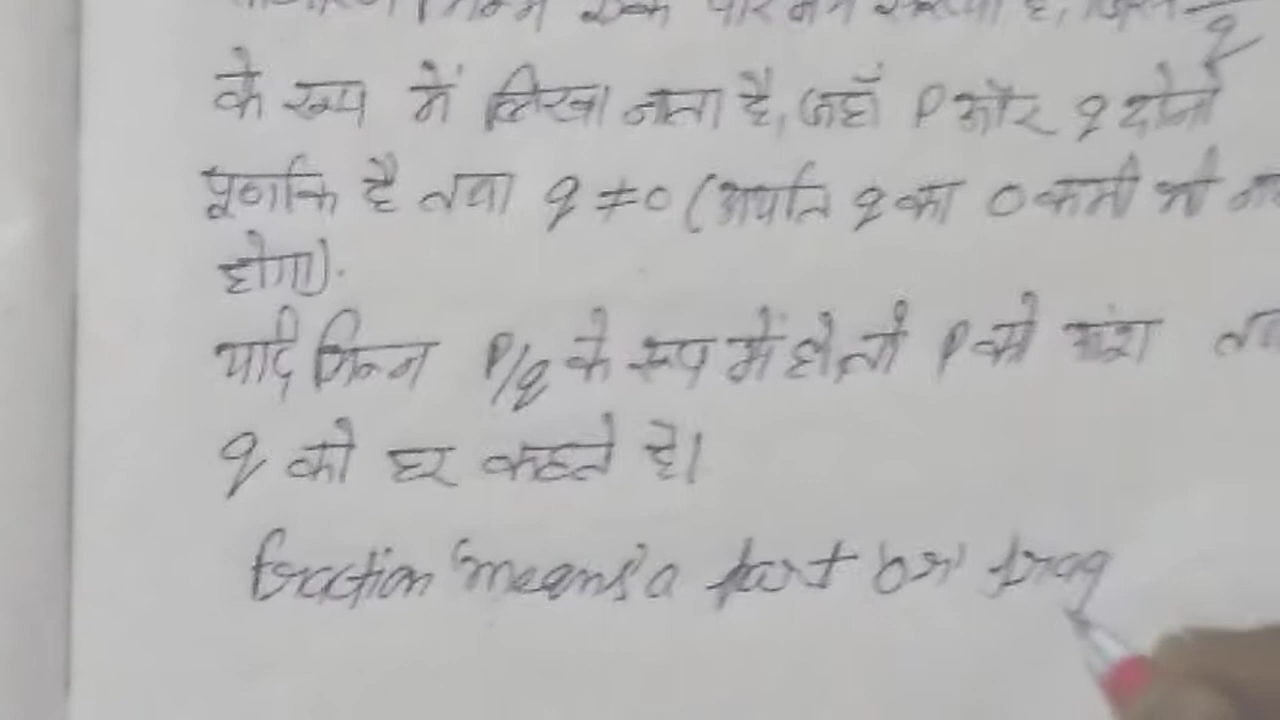 q
के रूप में लिखा जाता है, जहाँ P और q दोनो
पूर्णांक है तथा q ≠ 0 (अर्थात q का 0 कभी भी
होगा).
यदि भिन्न P/q के रूप में हो, तो P को अंश
q को हर कहते है।
fraction 'means' a part or frag